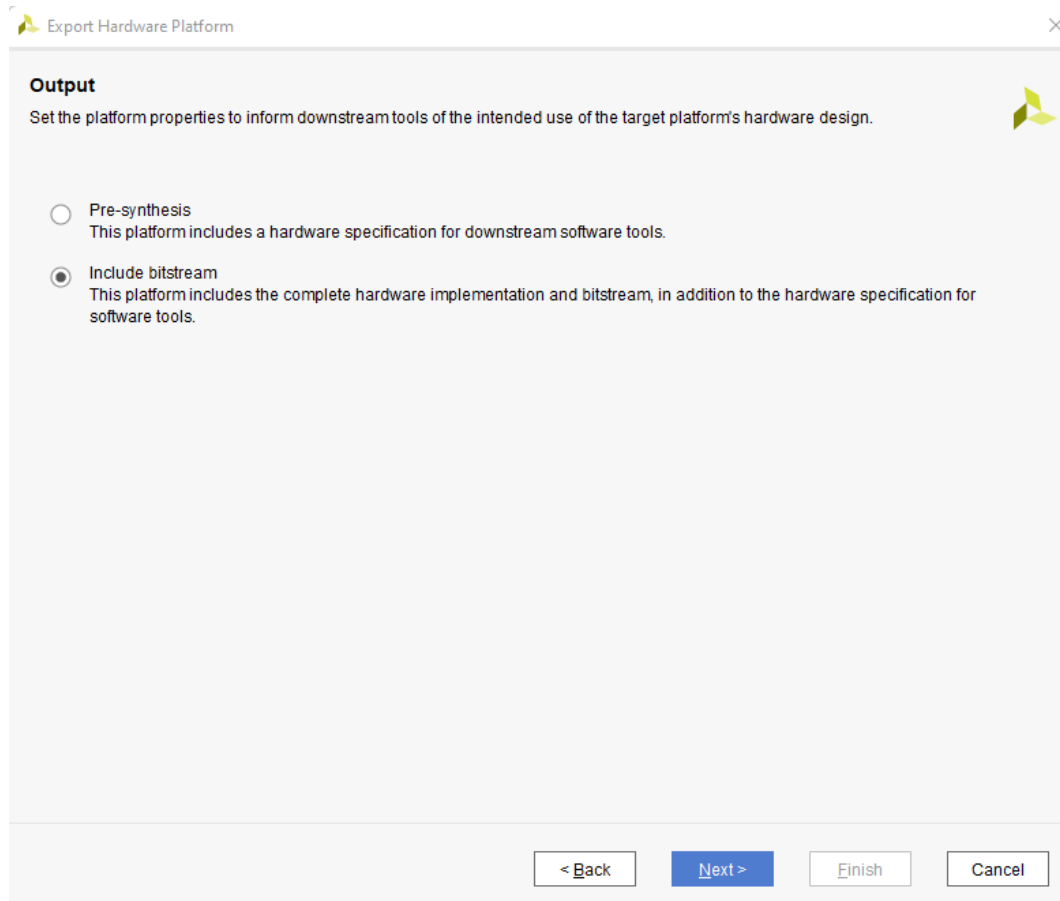 Export Hardware Platform
Output
Set the platform properties to inform downstream tools of the intended use of the target platform's hardware design.
Pre-synthesis
This platform includes a hardware specification for downstream software tools.
Include bitstream
This platform includes the complete hardware implementation and bitstream, in addition to the hardware specification for
software tools.
< Back
Next >
Finish
Cancel